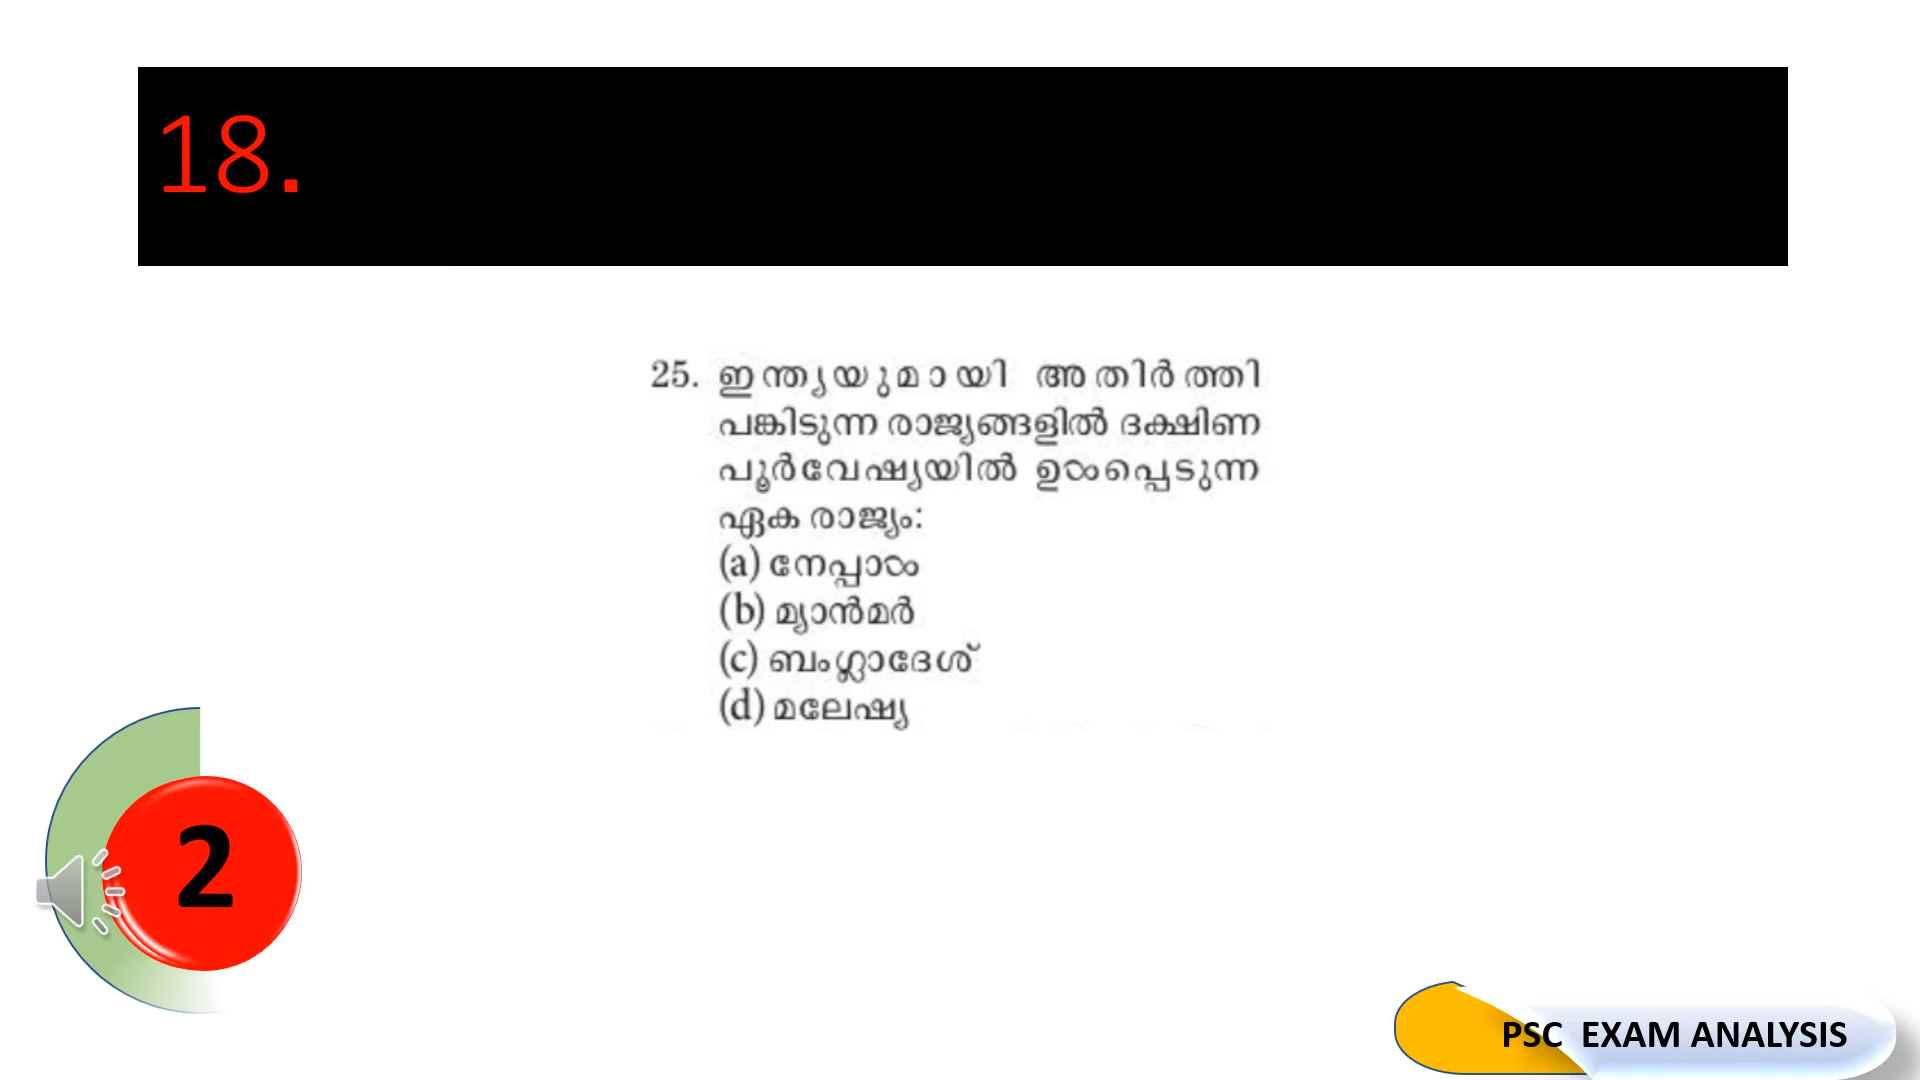 18.
25. ഇന്ത്യയുമായി അതിർത്തി
പങ്കിടുന്ന രാജ്യങ്ങളിൽ ദക്ഷിണ
പൂർവേഷ്യയിൽ ഉൾപ്പെടുന്ന
ഏക രാജ്യം:
(a) നേപ്പാൾ
(b) മ്യാൻമർ
(c) ബംഗ്ലാദേശ്
(d) മലേഷ്യ
2
PSC EXAM ANALYSIS